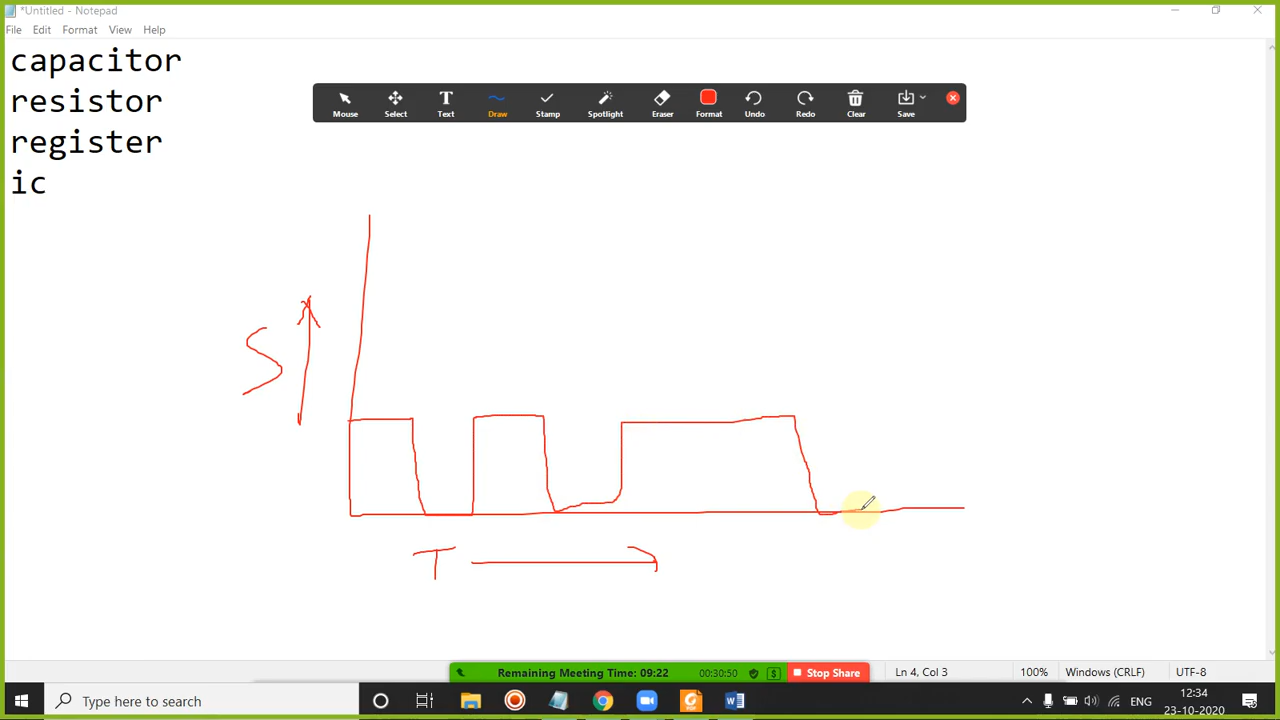 *Untitled - Notepad
File Edit Format View Help
capacitor
resistor
register
ic
Mouse Select Text Draw Stamp Spotlight Eraser Format Undo Redo Clear Save
S
T
Remaining Meeting Time: 09:22 00:30:50 Stop Share
Ln 4, Col 3 100% Windows (CRLF) UTF-8
Type here to search
ENG
12:34
23-10-2020